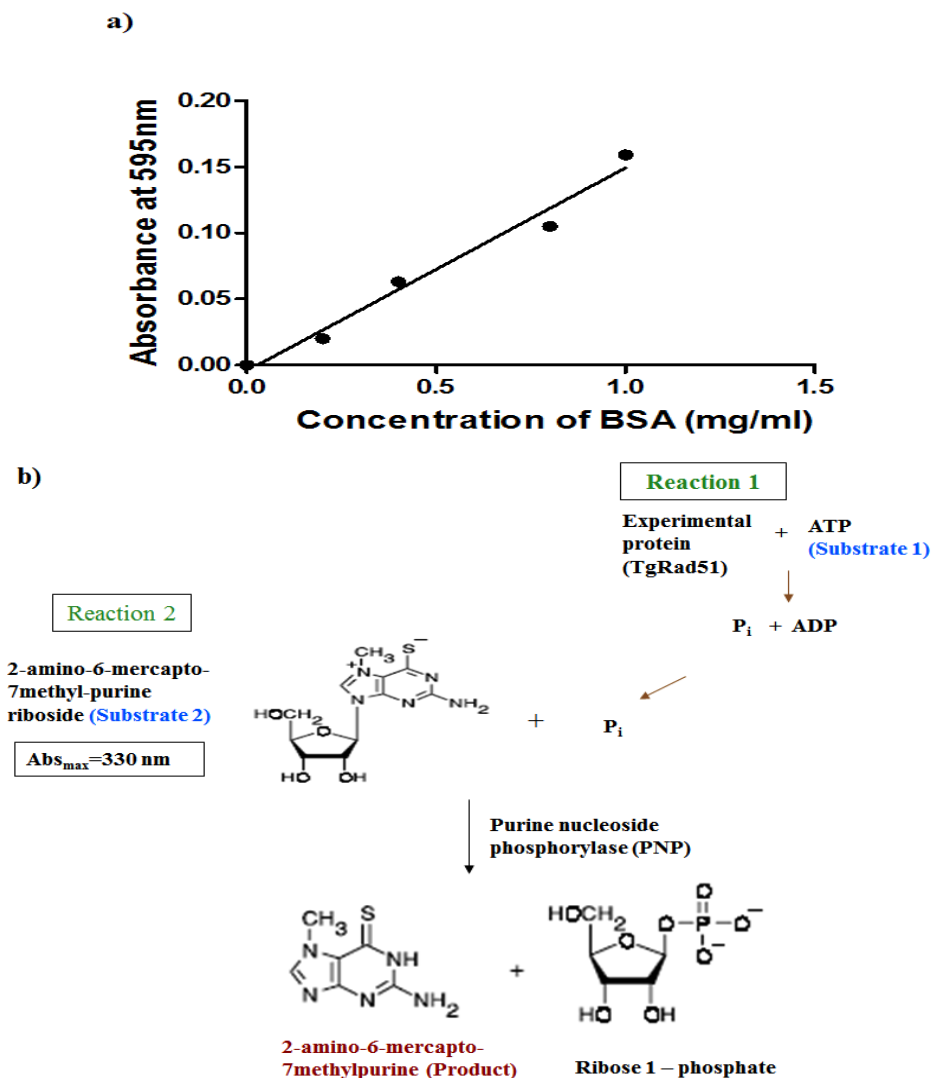 a)
0.20
0.15
0.10
0.05
0.00
Absorbance at 595nm
0.0
0.5
1.0
1.5
Concentration of BSA (mg/ml)
b)
Reaction 1
Experimental
protein
(TgRad51)
+
ATP
(Substrate 1)
Pi + ADP
Reaction 2
2-amino-6-mercapto-
7methyl-purine
riboside (Substrate 2)
Absmax=330 nm
CH3
S−
N+
N
N
N
NH2
HOCH2
O
HO
OH
+
Pi
Purine nucleoside
phosphorylase (PNP)
CH3
S
N
NH
N
N
NH2
+
HOCH2
O
O
O−P−O−
O−
HO
OH
2-amino-6-mercapto-
7methylpurine (Product)
Ribose 1 – phosphate